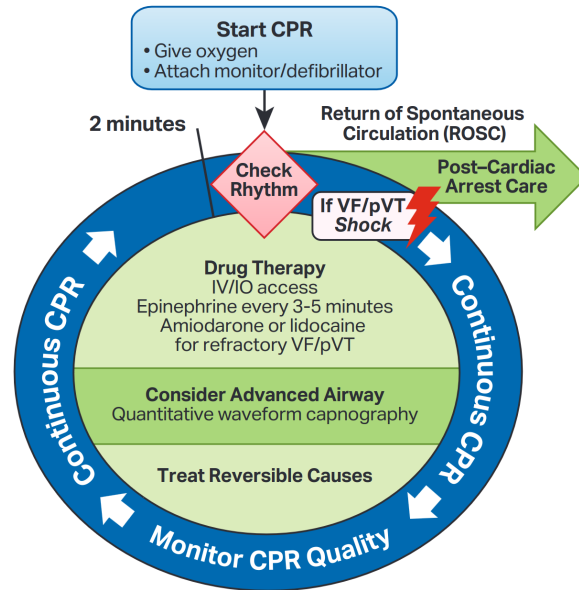 Start CPR
• Give oxygen
• Attach monitor/defibrillator
2 minutes
Return of Spontaneous
Circulation (ROSC)
Post–Cardiac
Arrest Care
Check
Rhythm
If VF/pVT
Shock
Drug Therapy
IV/IO access
Epinephrine every 3-5 minutes
Amiodarone or lidocaine
for refractory VF/pVT
Consider Advanced Airway
Quantitative waveform capnography
Treat Reversible Causes
Continuous CPR
Continuous CPR
Monitor CPR Quality